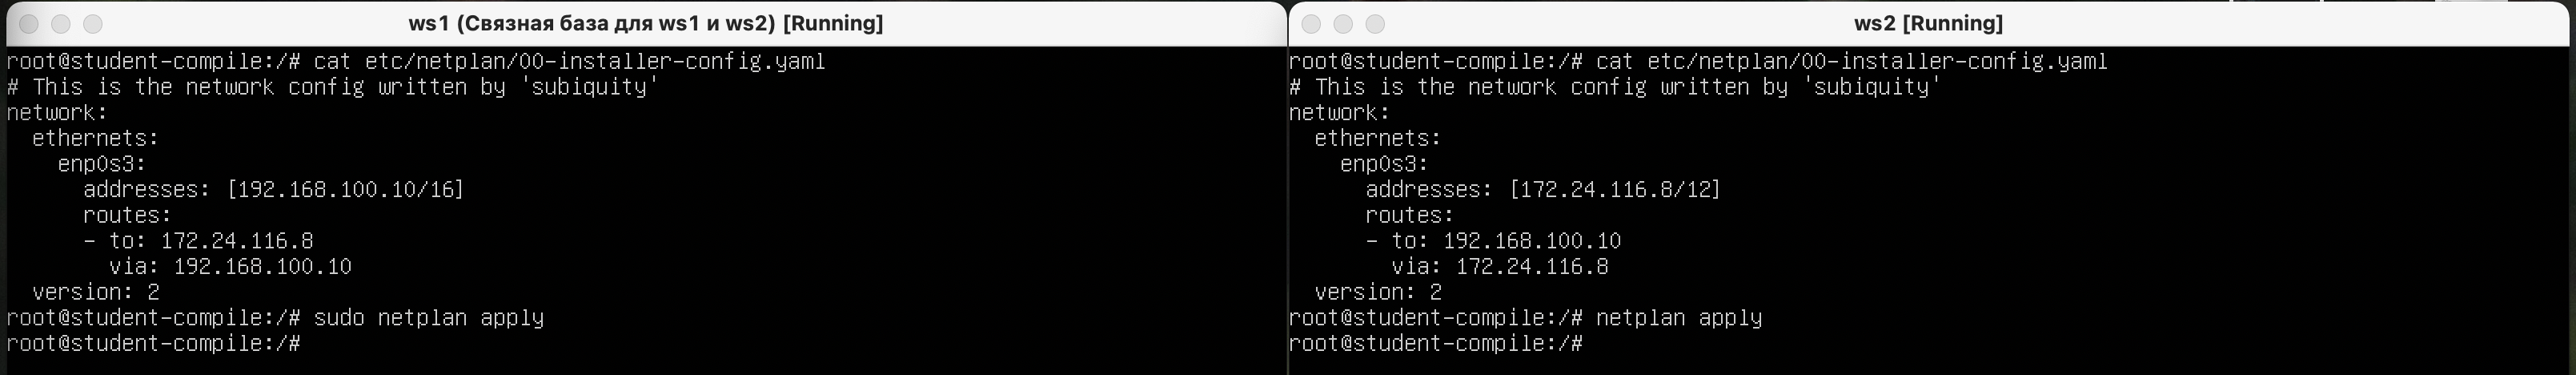 ws1 (Связная база для ws1 и ws2) [Running]
root@student-compile:/# cat etc/netplan/00-installer-config.yaml
# This is the network config written by 'subiquity'
network:
  ethernets:
    enp0s3:
      addresses: [192.168.100.10/16]
      routes:
      - to: 172.24.116.8
        via: 192.168.100.10
  version: 2
root@student-compile:/# sudo netplan apply
root@student-compile:/#
ws2 [Running]
root@student-compile:/# cat etc/netplan/00-installer-config.yaml
# This is the network config written by 'subiquity'
network:
  ethernets:
    enp0s3:
      addresses: [172.24.116.8/12]
      routes:
      - to: 192.168.100.10
        via: 172.24.116.8
  version: 2
root@student-compile:/# netplan apply
root@student-compile:/#